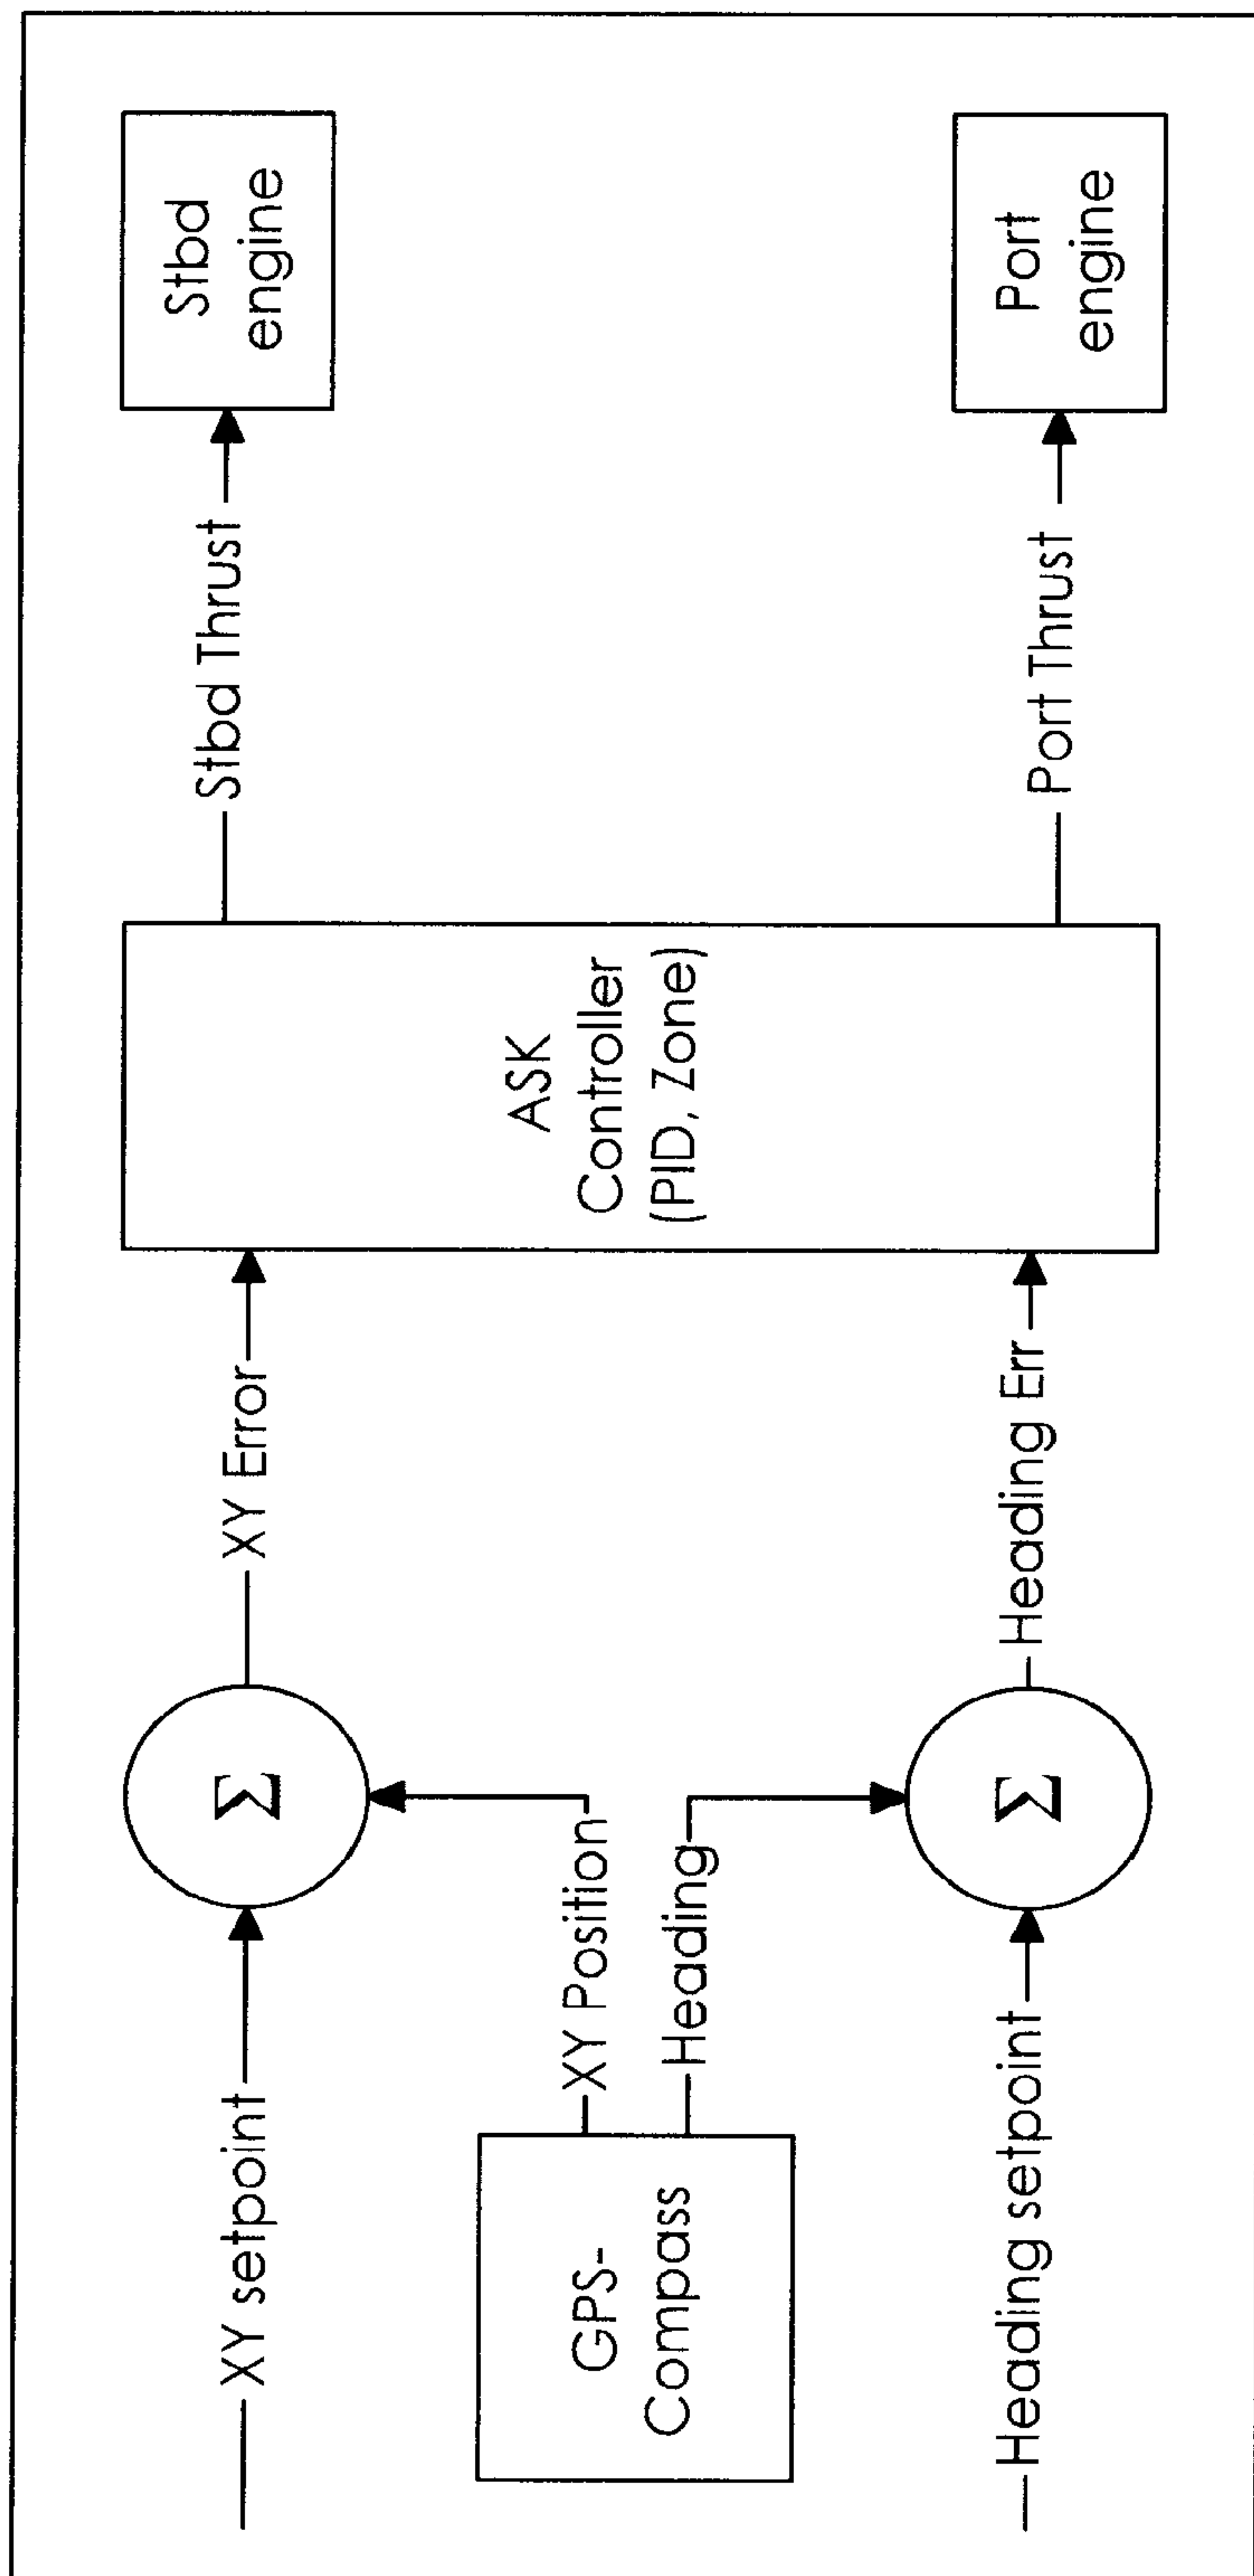 XY setpoint
Σ
XY Error
Stbd Thrust
Stbd
engine
GPS-
Compass
XY Position
Heading
ASK
Controller
(PID, Zone)
Heading setpoint
Σ
Heading Err
Port Thrust
Port
engine